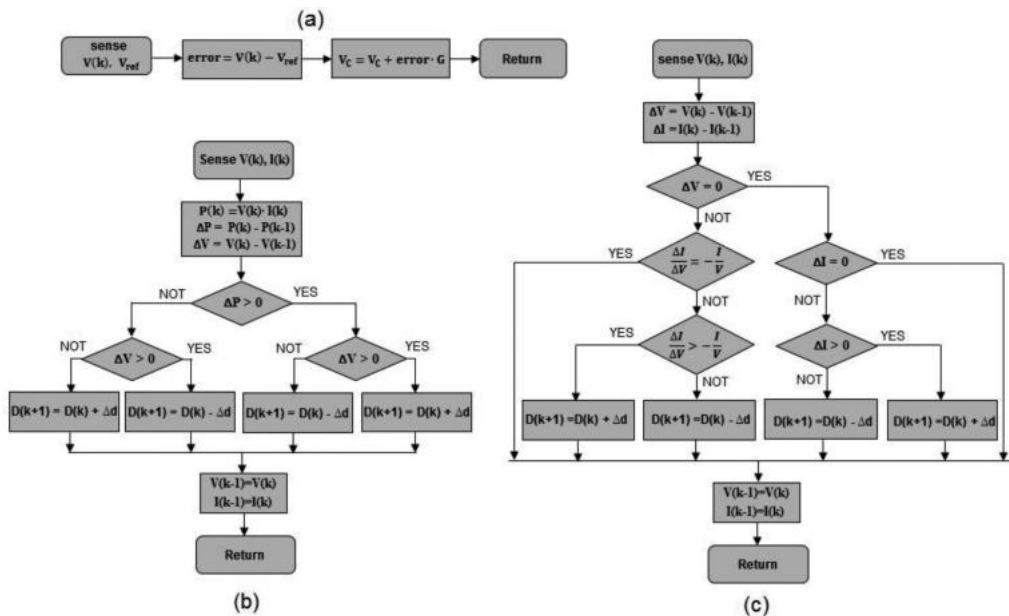 (a)
sense
V(k), V_ref
error = V(k) − V_ref
V_C = V_C + error· G
Return
Sense V(k), I(k)
P(k) =V(k)· I(k)
ΔP = P(k) - P(k-1)
ΔV = V(k) - V(k-1)
ΔP > 0
NOT
YES
ΔV > 0
NOT
YES
ΔV > 0
NOT
YES
D(k+1) = D(k) + Δd
D(k+1) = D(k) - Δd
D(k+1) = D(k) - Δd
D(k+1) = D(k) + Δd
V(k-1)=V(k)
I(k-1)=I(k)
Return
(b)
sense V(k), I(k)
ΔV = V(k) - V(k-1)
ΔI = I(k) - I(k-1)
ΔV = 0
YES
NOT
ΔI/ΔV = − I/V
YES
NOT
ΔI = 0
YES
NOT
ΔI/ΔV > − I/V
YES
NOT
ΔI > 0
YES
NOT
D(k+1) =D(k) + Δd
D(k+1) =D(k) - Δd
D(k+1) =D(k) - Δd
D(k+1) =D(k) + Δd
V(k-1)=V(k)
I(k-1)=I(k)
Return
(c)